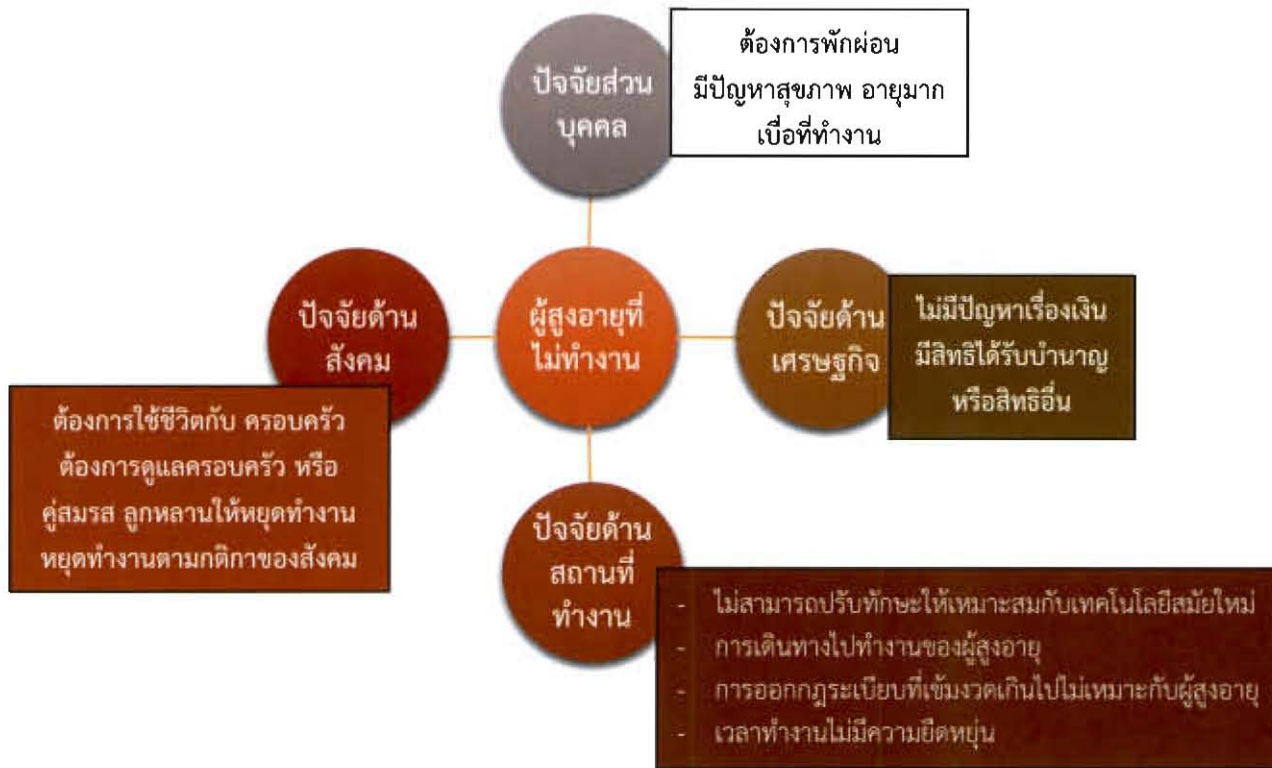 ปัจจัยส่วน
บุคคล
ต้องการพักผ่อน
มีปัญหาสุขภาพ อายุมาก
เบื่อที่ทำงาน
ปัจจัยด้าน
สังคม
ต้องการใช้ชีวิตกับ ครอบครัว
ต้องการดูแลครอบครัว หรือ
คู่สมรส ลูกหลานให้หยุดทำงาน
หยุดทำงานตามกติกาของสังคม
ผู้สูงอายุที่
ไม่ทำงาน
ปัจจัยด้าน
เศรษฐกิจ
ไม่มีปัญหาเรื่องเงิน
มีสิทธิได้รับบำนาญ
หรือสิทธิอื่น
ปัจจัยด้าน
สถานที่
ทำงาน
- ไม่สามารถปรับทักษะให้เหมาะสมกับเทคโนโลยีสมัยใหม่
- การเดินทางไปทำงานของผู้สูงอายุ
- การออกกฎระเบียบที่เข้มงวดเกินไปไม่เหมาะกับผู้สูงอายุ
- เวลาทำงานไม่มีความยืดหยุ่น